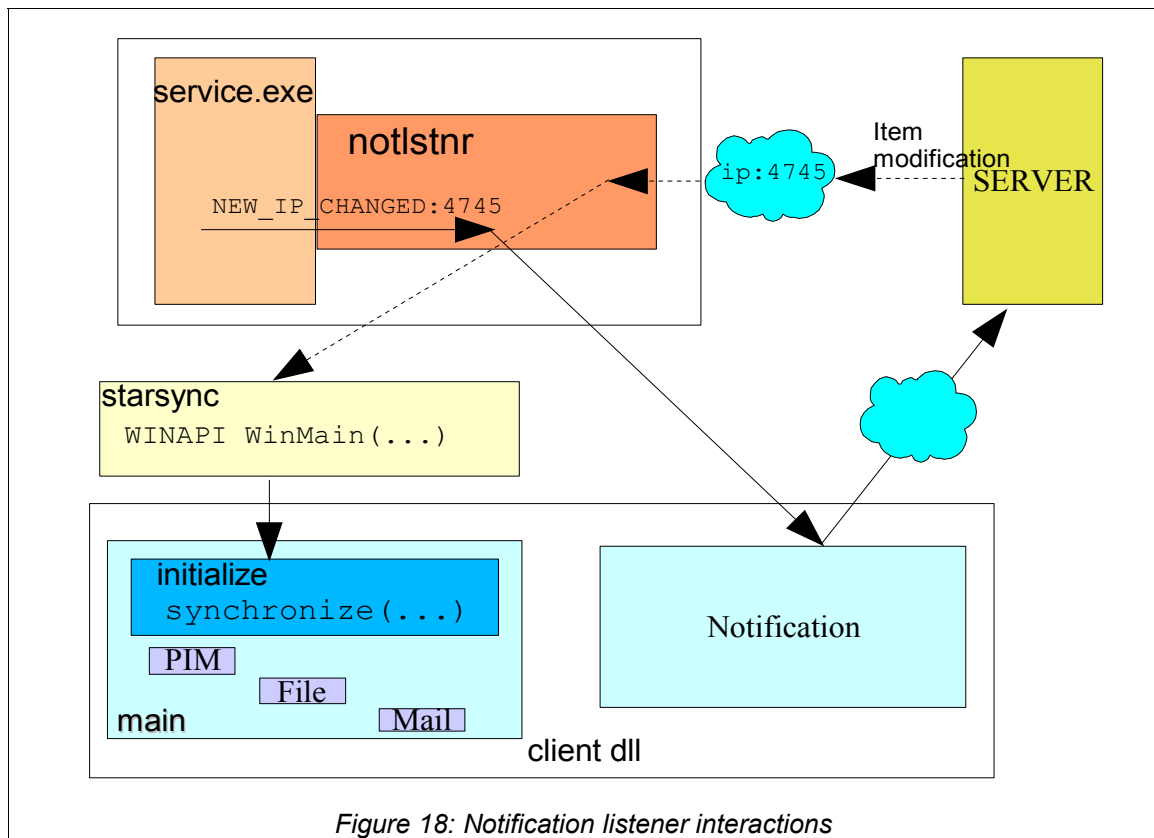 service.exe
notlstnr
NEW_IP_CHANGED:4745
ip:4745
Item
modification
SERVER
starsync
WINAPI WinMain(...)
initialize
synchronize(...)
PIM
File
Mail
main
Notification
client dll
Figure 18: Notification listener interactions